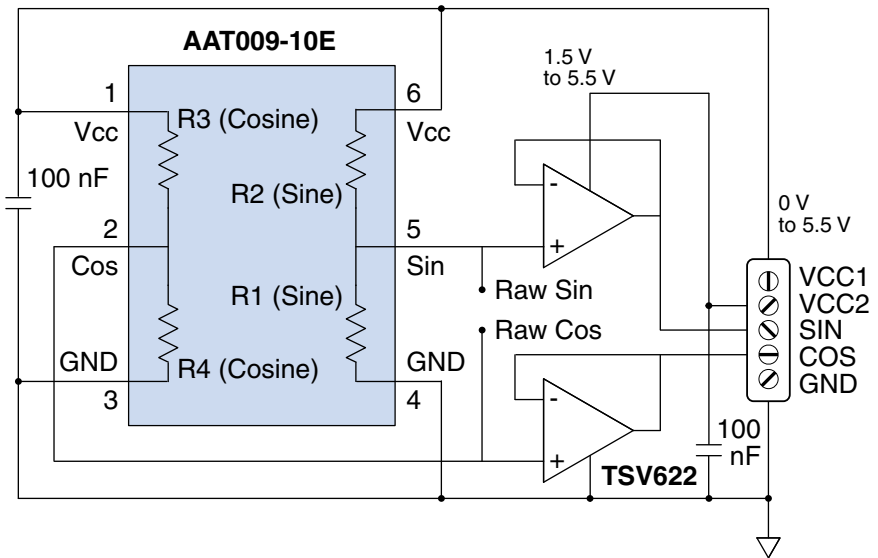 AAT009-10E
1
Vcc
R3 (Cosine)
6
Vcc
R2 (Sine)
100 nF
2
Cos
5
Sin
R1 (Sine)
GND
3
R4 (Cosine)
GND
4
1.5 V
to 5.5 V
-
+
Raw Sin
Raw Cos
-
+
TSV622
0 V
to 5.5 V
VCC1
VCC2
SIN
COS
GND
100
nF